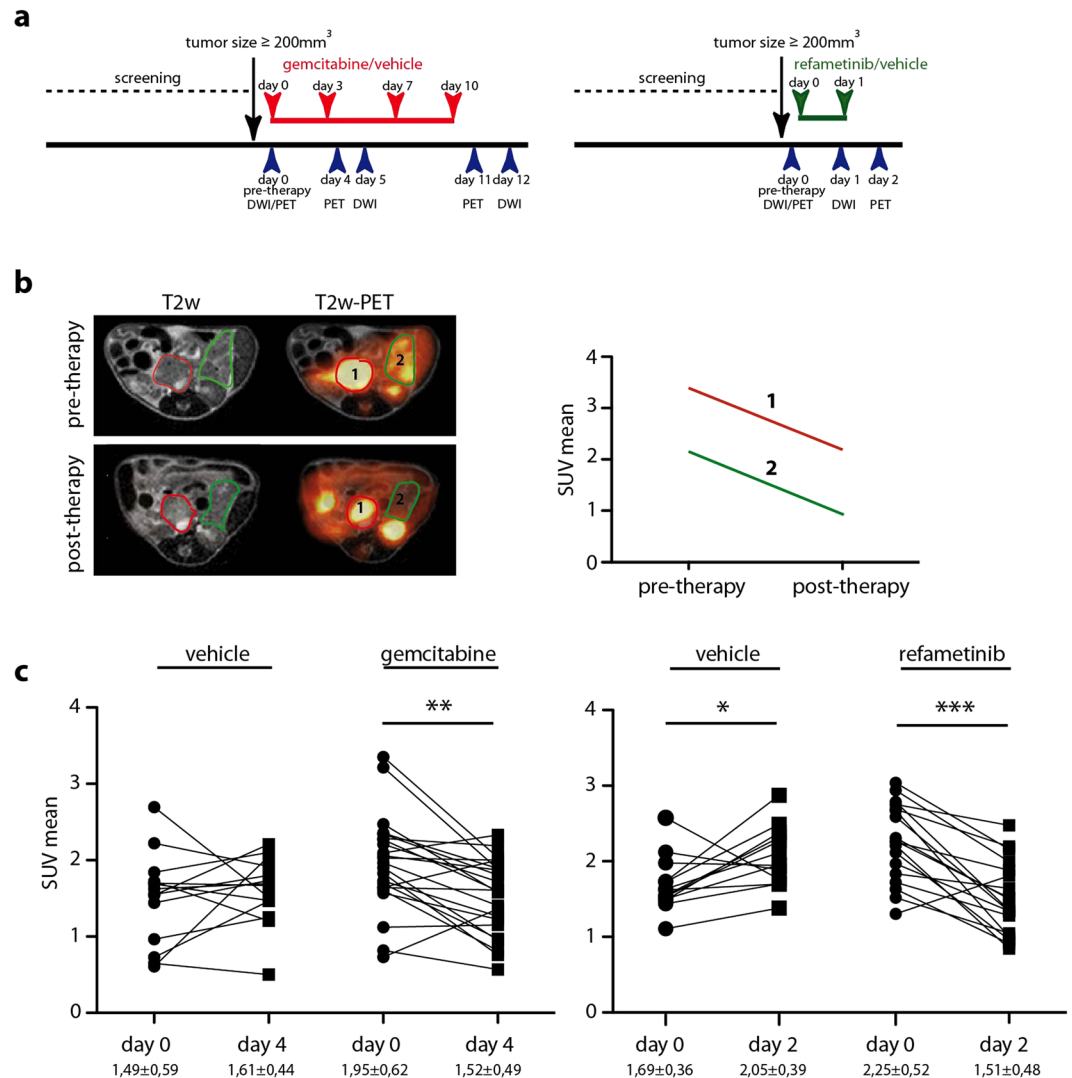 a
tumor size ≥ 200mm³
gemcitabine/vehicle
screening
day 0 day 3 day 7 day 10
day 0 day 4 day 5 day 11 day 12
pre-therapy
DWI/PET PET DWI PET DWI
tumor size ≥ 200mm³
refametinib/vehicle
screening
day 0 day 1
day 0 day 1 day 2
pre-therapy
DWI/PET DWI PET
b
T2w T2w-PET
pre-therapy
1 2
post-therapy
1 2
SUV mean
4
3
2
1
0
1
2
pre-therapy post-therapy
c
vehicle gemcitabine
**
SUV mean
4
3
2
1
0
day 0 day 4 day 0 day 4
1,49±0,59 1,61±0,44 1,95±0,62 1,52±0,49
vehicle refametinib
* ***
4
3
2
1
0
day 0 day 2 day 0 day 2
1,69±0,36 2,05±0,39 2,25±0,52 1,51±0,48